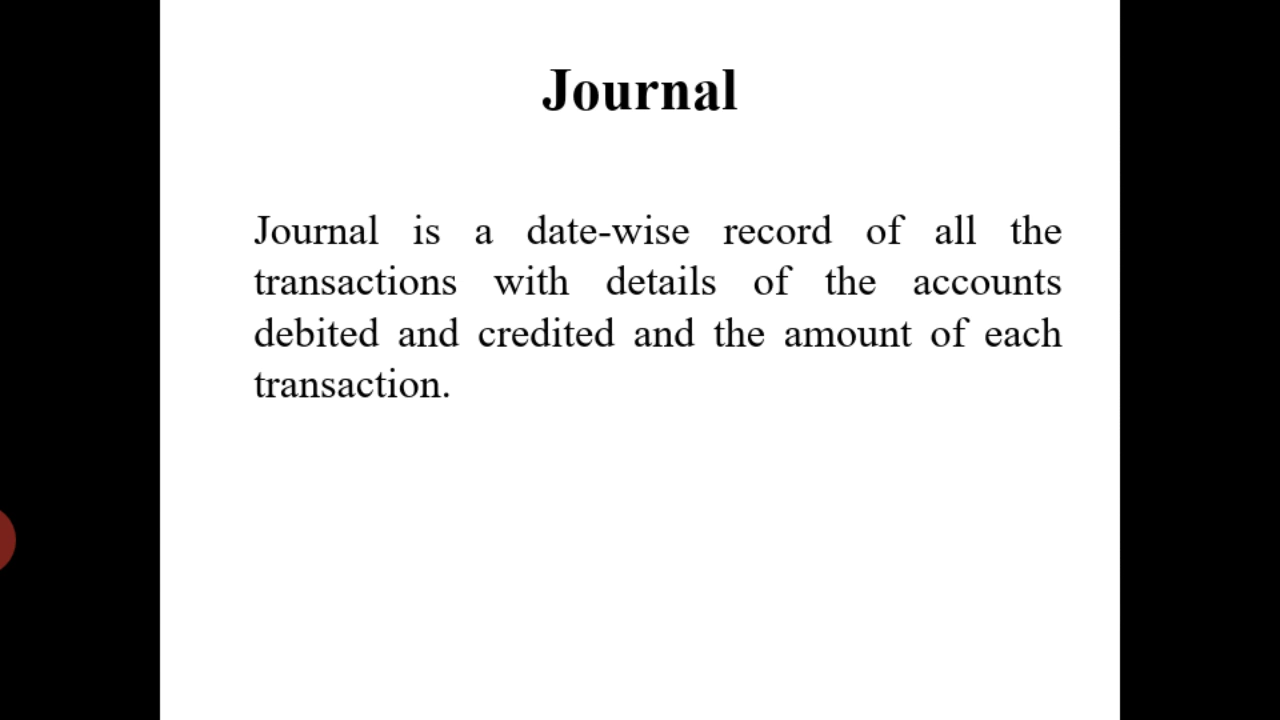 Journal
Journal is a date-wise record of all the
transactions with details of the accounts
debited and credited and the amount of each
transaction.